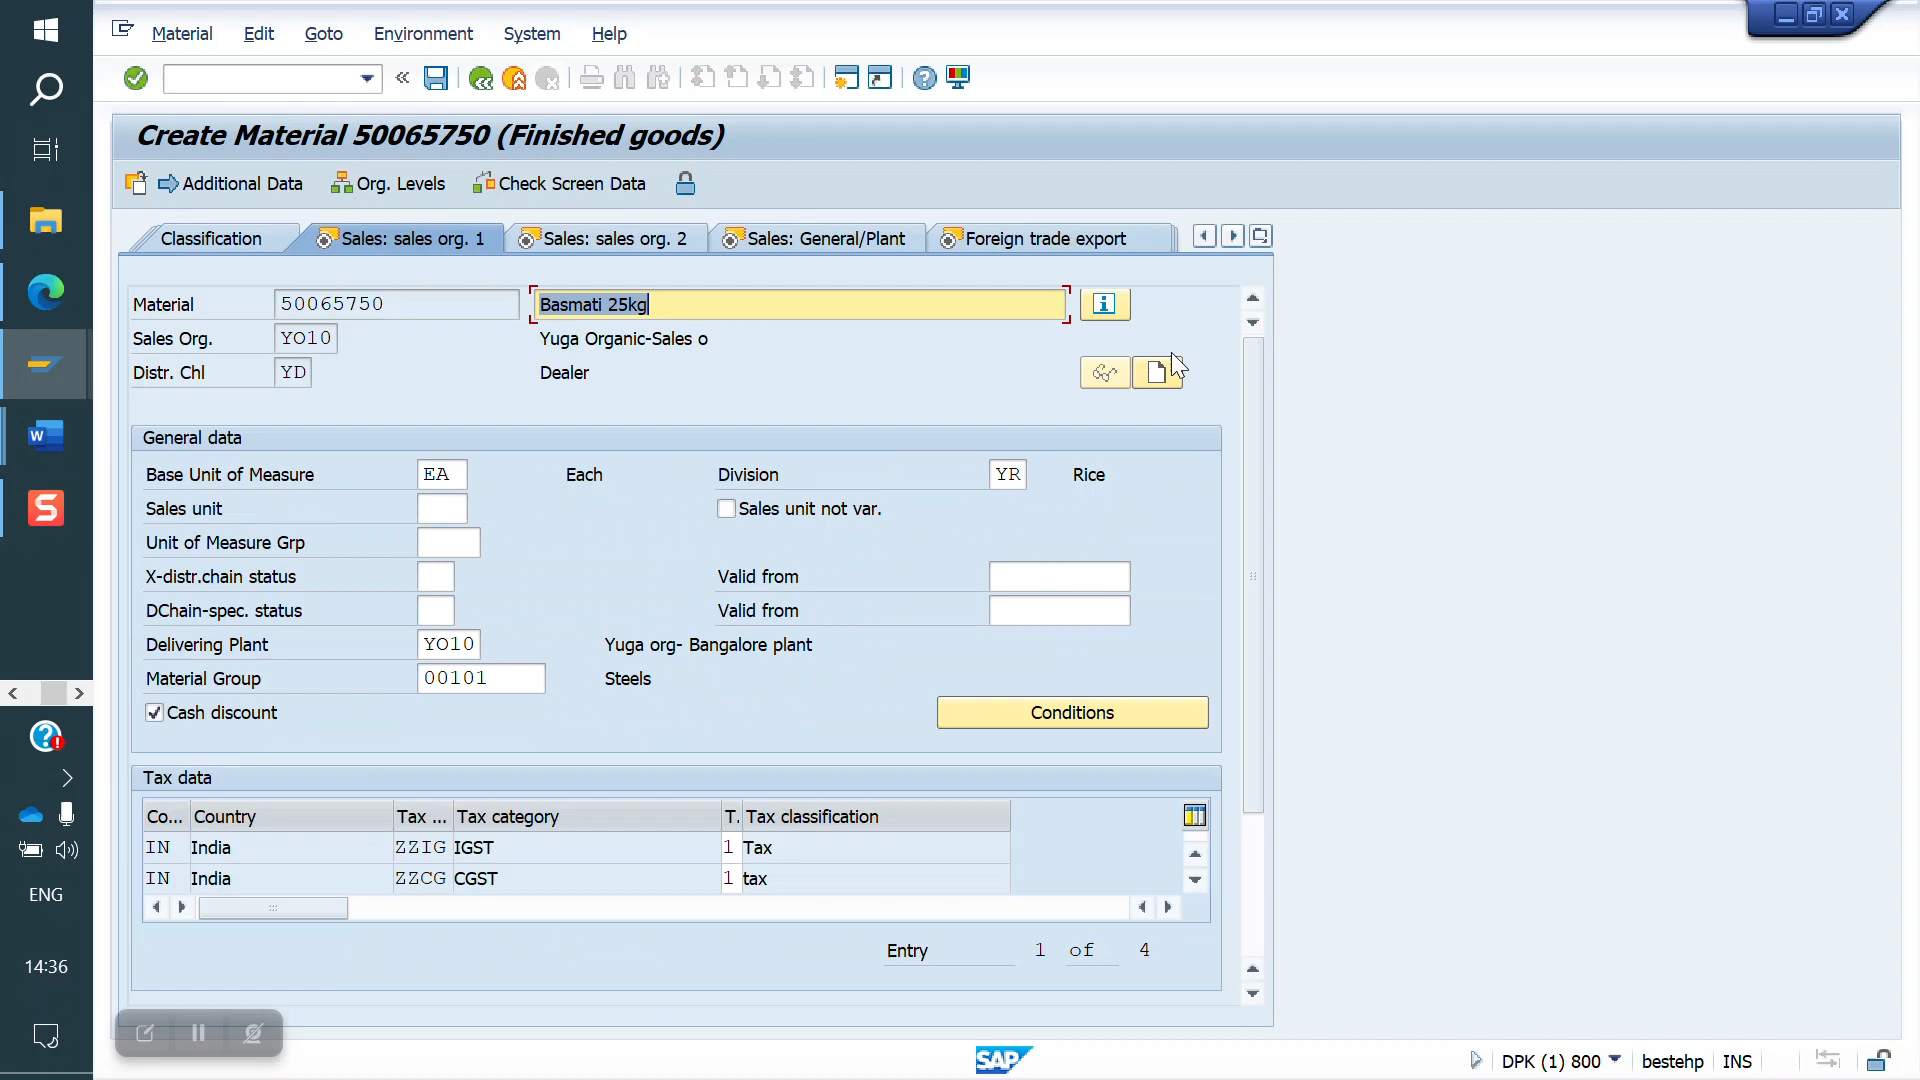 Material Edit Goto Environment System Help
Create Material 50065750 (Finished goods)
Additional Data Org. Levels Check Screen Data
Classification Sales: sales org. 1 Sales: sales org. 2 Sales: General/Plant Foreign trade export
Material 50065750 Basmati 25kg
Sales Org. YO10 Yuga Organic-Sales o
Distr. Chl YD Dealer
General data
Base Unit of Measure EA Each Division YR Rice
Sales unit Sales unit not var.
Unit of Measure Grp
X-distr.chain status Valid from
DChain-spec. status Valid from
Delivering Plant YO10 Yuga org- Bangalore plant
Material Group 00101 Steels
Cash discount Conditions
Tax data
Co... Country Tax ... Tax category T. Tax classification
IN India ZZIG IGST 1 Tax
IN India ZZCG CGST 1 tax
Entry 1 of 4
ENG
14:36
SAP DPK (1) 800 bestehp INS